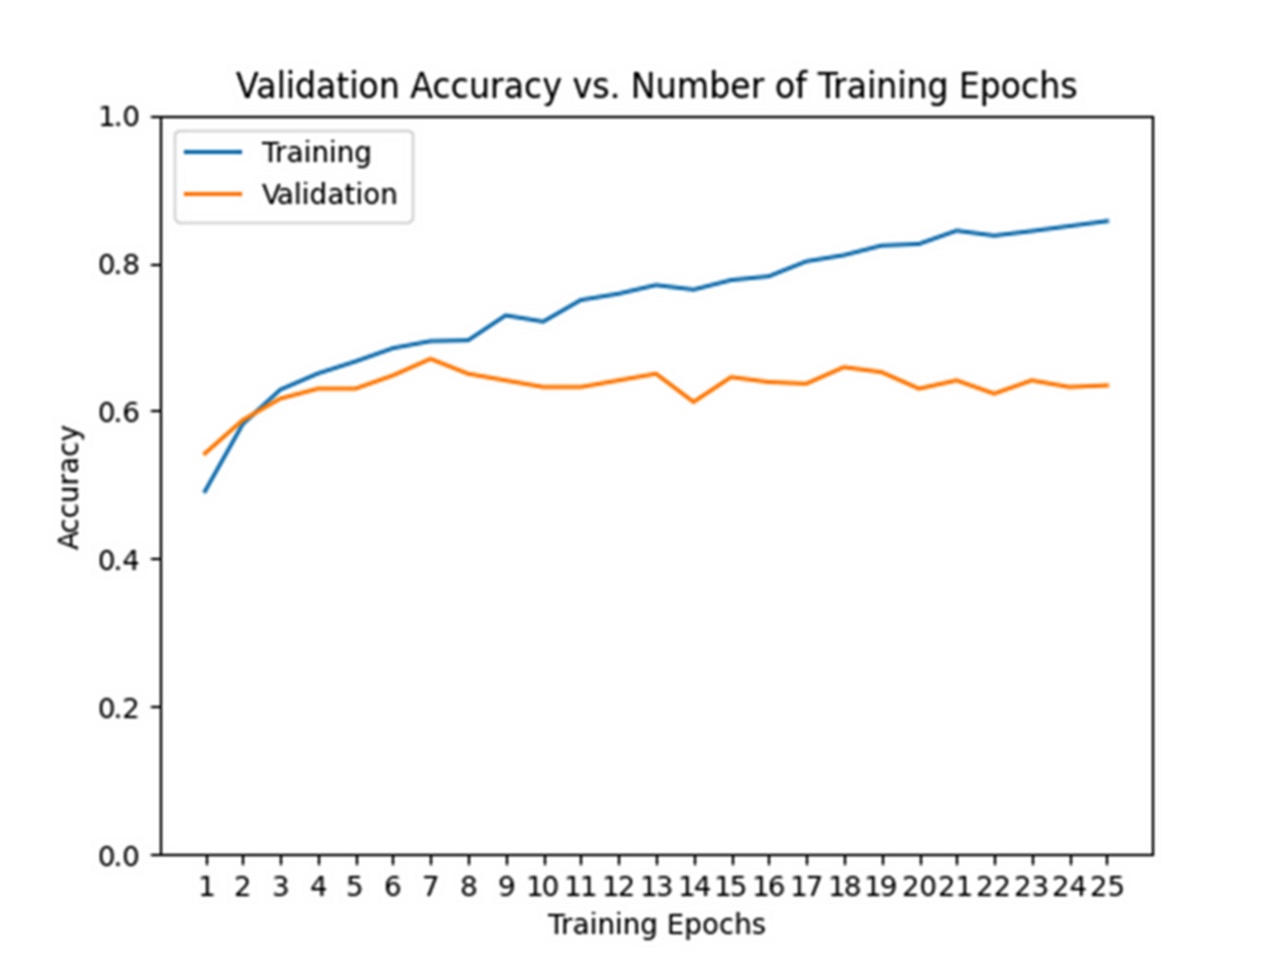 Validation Accuracy vs. Number of Training Epochs
1.0
Training
Validation
0.8
0.6
Accuracy
0.4
0.2
0.0
1 2 3 4 5 6 7 8 9 10 11 12 13 14 15 16 17 18 19 20 21 22 23 24 25
Training Epochs